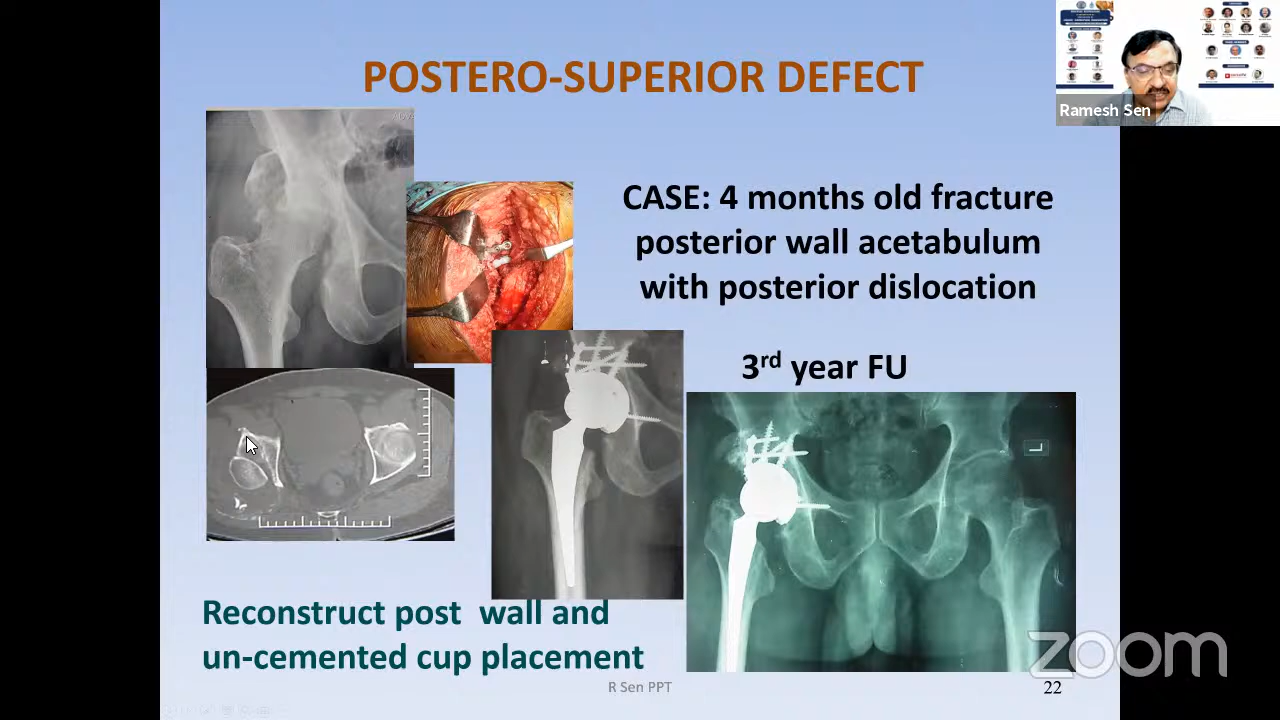 POSTERO-SUPERIOR DEFECT
Ramesh Sen
CASE: 4 months old fracture
posterior wall acetabulum
with posterior dislocation
3rd year FU
Reconstruct post wall and
un-cemented cup placement
R Sen PPT
22
zoom